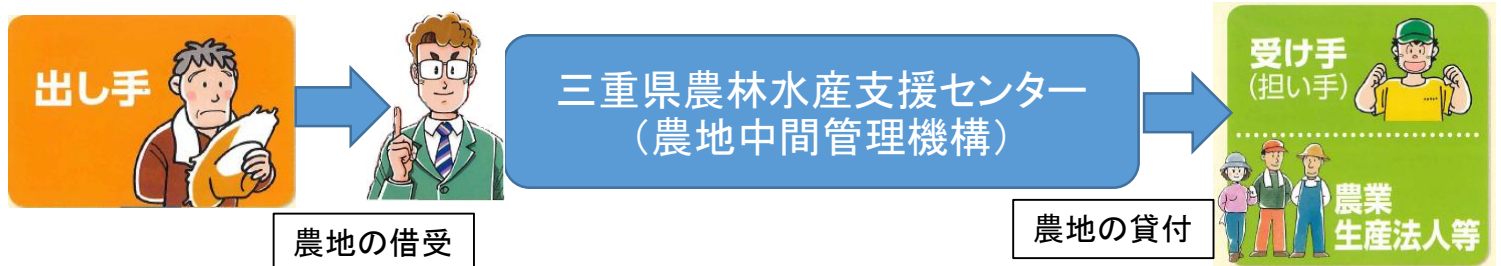 出し手
農地の借受
三重県農林水産支援センター
（農地中間管理機構）
農地の貸付
受け手
(担い手)
農業
生産法人等